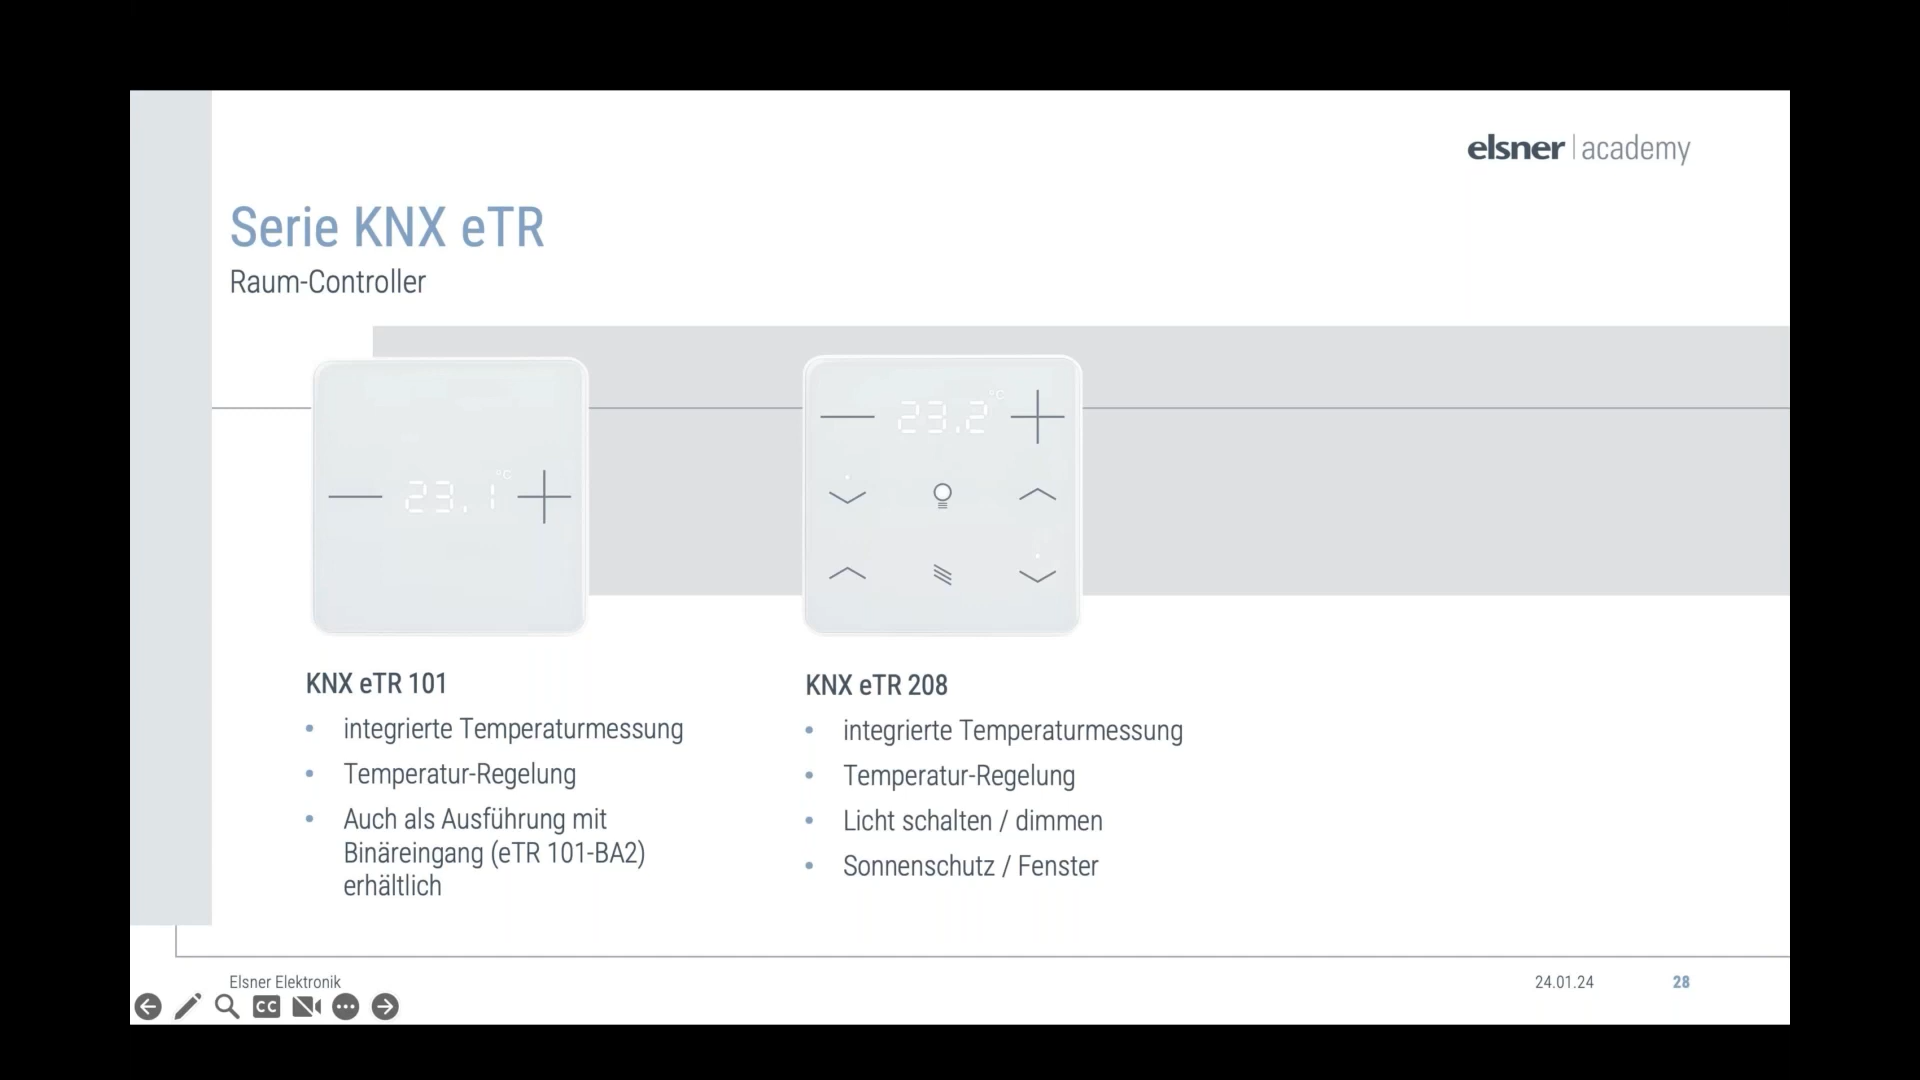 elsner | academy
Serie KNX eTR
Raum-Controller
23.1 °C
23.2 °C
KNX eTR 101
• integrierte Temperaturmessung
• Temperatur-Regelung
• Auch als Ausführung mit
Binäreingang (eTR 101-BA2)
erhältlich
KNX eTR 208
• integrierte Temperaturmessung
• Temperatur-Regelung
• Licht schalten / dimmen
• Sonnenschutz / Fenster
Elsner Elektronik
24.01.24
28
CC